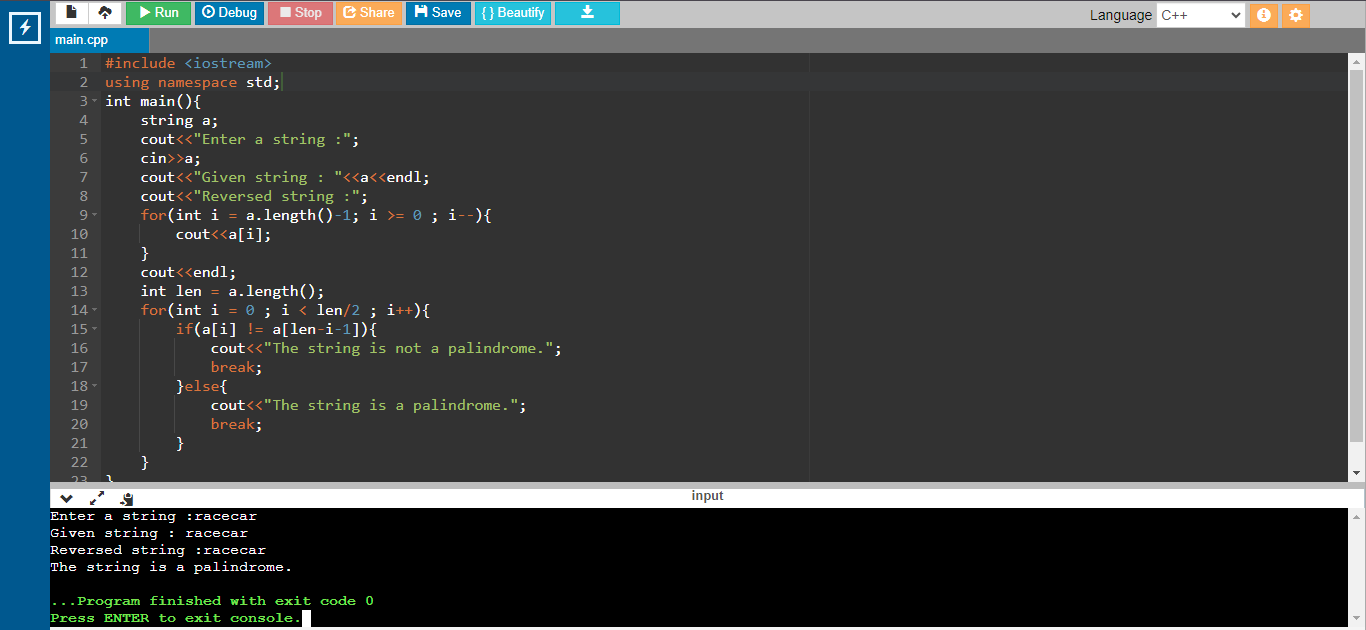 Run Debug Stop Share Save { } Beautify Language C++
main.cpp
1 #include <iostream>
2 using namespace std;
3 int main(){
4     string a;
5     cout<<"Enter a string :";
6     cin>>a;
7     cout<<"Given string : "<<a<<endl;
8     cout<<"Reversed string :";
9     for(int i = a.length()-1; i >= 0 ; i--){
10         cout<<a[i];
11     }
12     cout<<endl;
13     int len = a.length();
14     for(int i = 0 ; i < len/2 ; i++){
15         if(a[i] != a[len-i-1]){
16             cout<<"The string is not a palindrome.";
17             break;
18         }else{
19             cout<<"The string is a palindrome.";
20             break;
21         }
22     }
23 }
input
Enter a string :racecar
Given string : racecar
Reversed string :racecar
The string is a palindrome.
...Program finished with exit code 0
Press ENTER to exit console.